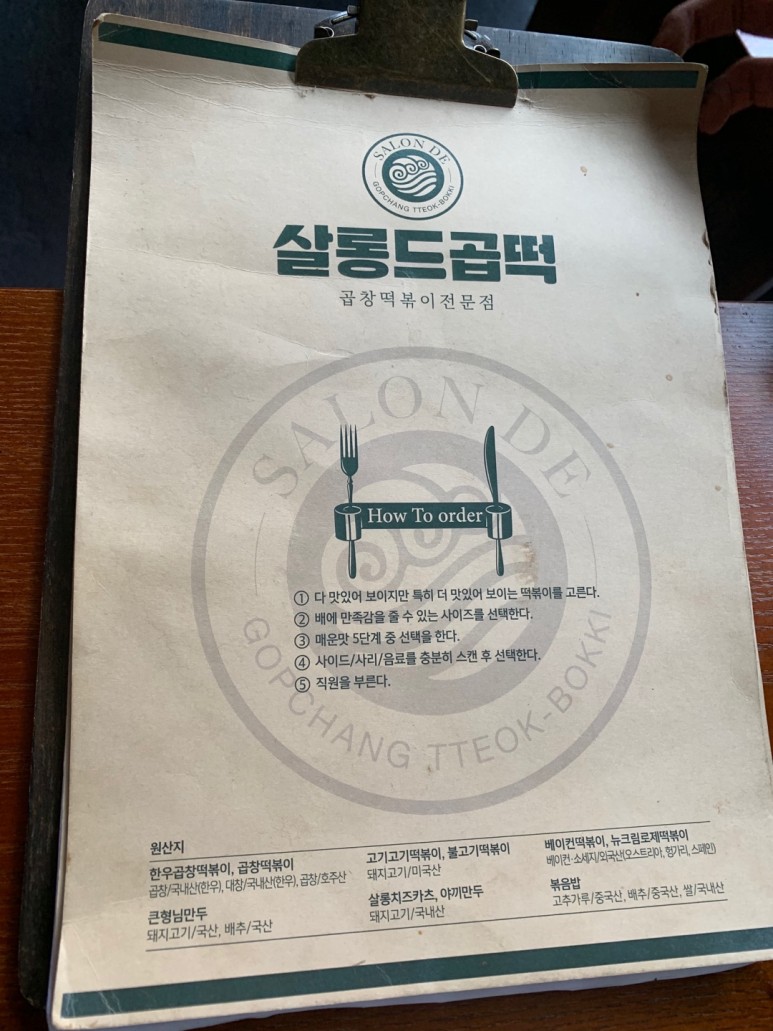 SALON DE
GOPCHANG TTEOK-BOKKI
살롱드곱떡
곱창떡볶이전문점
SALON DE
How To order
① 다 맛있어 보이지만 특히 더 맛있어 보이는 떡볶이를 고른다.
② 배에 만족감을 줄 수 있는 사이즈를 선택한다.
③ 매운맛 5단계 중 선택을 한다.
④ 사이드/사리/음료를 충분히 스캔 후 선택한다.
⑤ 직원을 부른다.
GOPCHANG TTEOK-BOKKI
원산지
한우곱창떡볶이, 곱창떡볶이
곱창/국내산(한우), 대창/국내산(한우), 곱창/호주산
큰형님만두
돼지고기/국산, 배추/국산
고기고기떡볶이, 불고기떡볶이
돼지고기/미국산
살롱치즈카츠, 야끼만두
돼지고기/국내산
베이컨떡볶이, 뉴크림로제떡볶이
베이컨·소세지/외국산(오스트리아, 헝가리, 스페인)
볶음밥
고추가루/중국산, 배추/중국산, 쌀/국내산